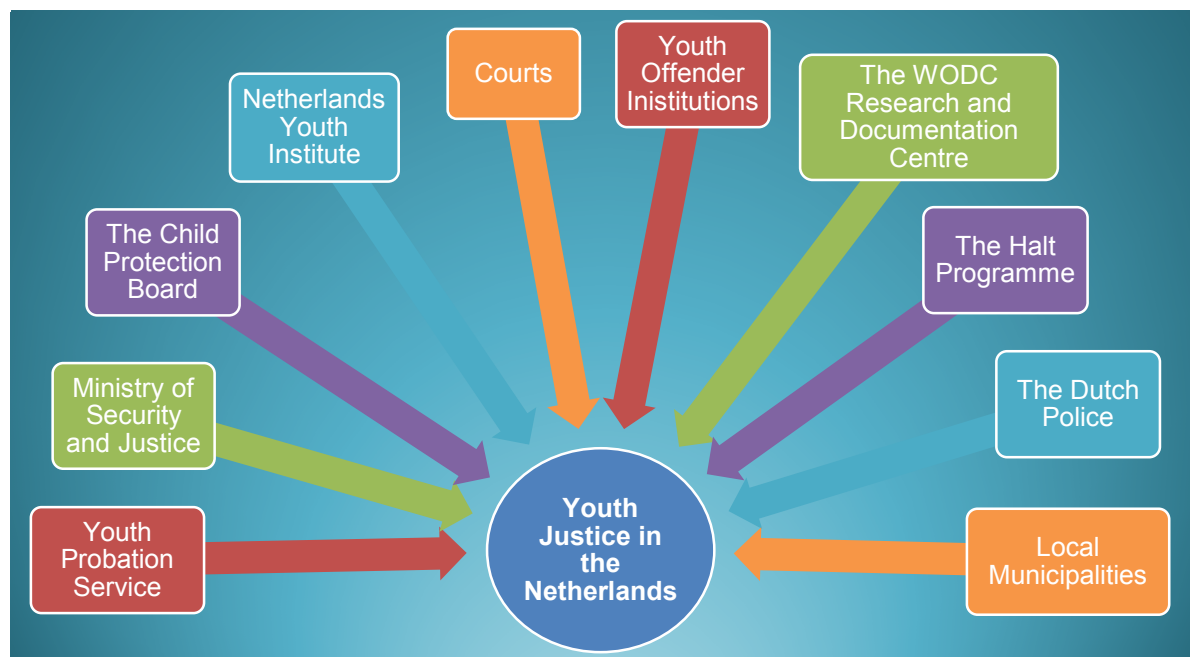 Youth
Probation
Service
Ministry of
Security
and Justice
The Child
Protection
Board
Netherlands
Youth
Institute
Courts
Youth
Offender
Inistitutions
The WODC
Research and
Documentation
Centre
The Halt
Programme
The Dutch
Police
Local
Municipalities
Youth
Justice in
the
Netherlands